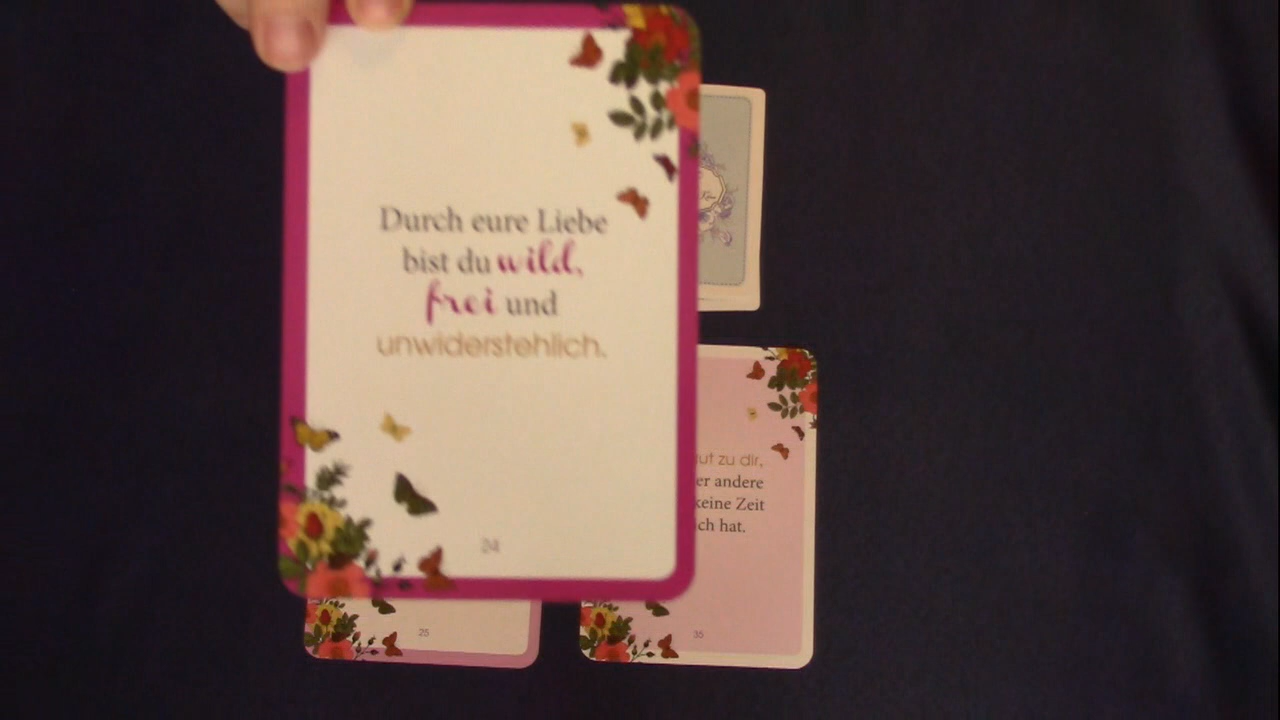 Durch eure Liebe
bist du wild,
frei und
unwiderstehlich.
24
25
ut zu dir,
er andere
keine Zeit
ch hat.
35